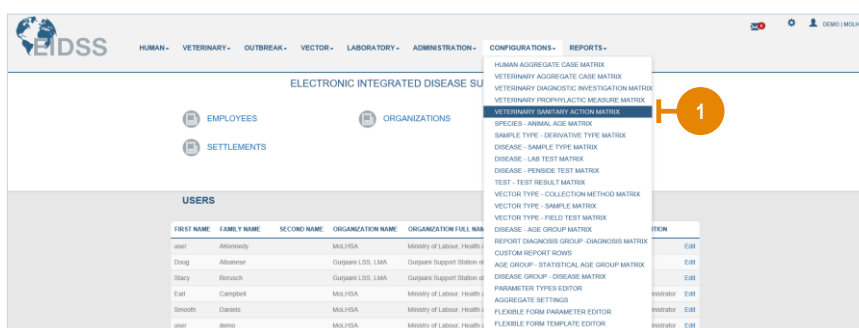 EIDSS
HUMAN VETERINARY OUTBREAK VECTOR LABORATORY ADMINISTRATION CONFIGURATIONS REPORTS
DEMO | MOLH
HUMAN AGGREGATE CASE MATRIX
VETERINARY AGGREGATE CASE MATRIX
VETERINARY DIAGNOSTIC INVESTIGATION MATRIX
VETERINARY PROPHYLACTIC MEASURE MATRIX
VETERINARY SANITARY ACTION MATRIX
SPECIES - ANIMAL AGE MATRIX
SAMPLE TYPE - DERIVATIVE TYPE MATRIX
DISEASE - SAMPLE TYPE MATRIX
DISEASE - LAB TEST MATRIX
DISEASE - PENSIDE TEST MATRIX
TEST - TEST RESULT MATRIX
VECTOR TYPE - COLLECTION METHOD MATRIX
VECTOR TYPE - SAMPLE MATRIX
VECTOR TYPE - FIELD TEST MATRIX
DISEASE - AGE GROUP MATRIX
REPORT DIAGNOSIS GROUP -DIAGNOSIS MATRIX
CUSTOM REPORT ROWS
AGE GROUP - STATISTICAL AGE GROUP MATRIX
DISEASE GROUP - DISEASE MATRIX
PARAMETER TYPES EDITOR
AGGREGATE SETTINGS
FLEXIBLE FORM PARAMETER EDITOR
FLEXIBLE FORM TEMPLATE EDITOR
1
ELECTRONIC INTEGRATED DISEASE SU
EMPLOYEES ORGANIZATIONS
SETTLEMENTS
USERS
FIRST NAME FAMILY NAME SECOND NAME ORGANIZATION NAME ORGANIZATION FULL NAM ITION
user AKennedy MoLHSA Ministry of Labour, Health a Edit
Doug Albanese Gurjaani LSS, LMA Gurjaani Support Station of Edit
Stacy Berusch Gurjaani LSS, LMA Gurjaani Support Station of Edit
Earl Campbell MoLHSA Ministry of Labour, Health a ministrator Edit
Smooth Daniels MoLHSA Ministry of Labour, Health a ministrator Edit
user demo MoLHSA Ministry of Labour, Health a ministrator Edit